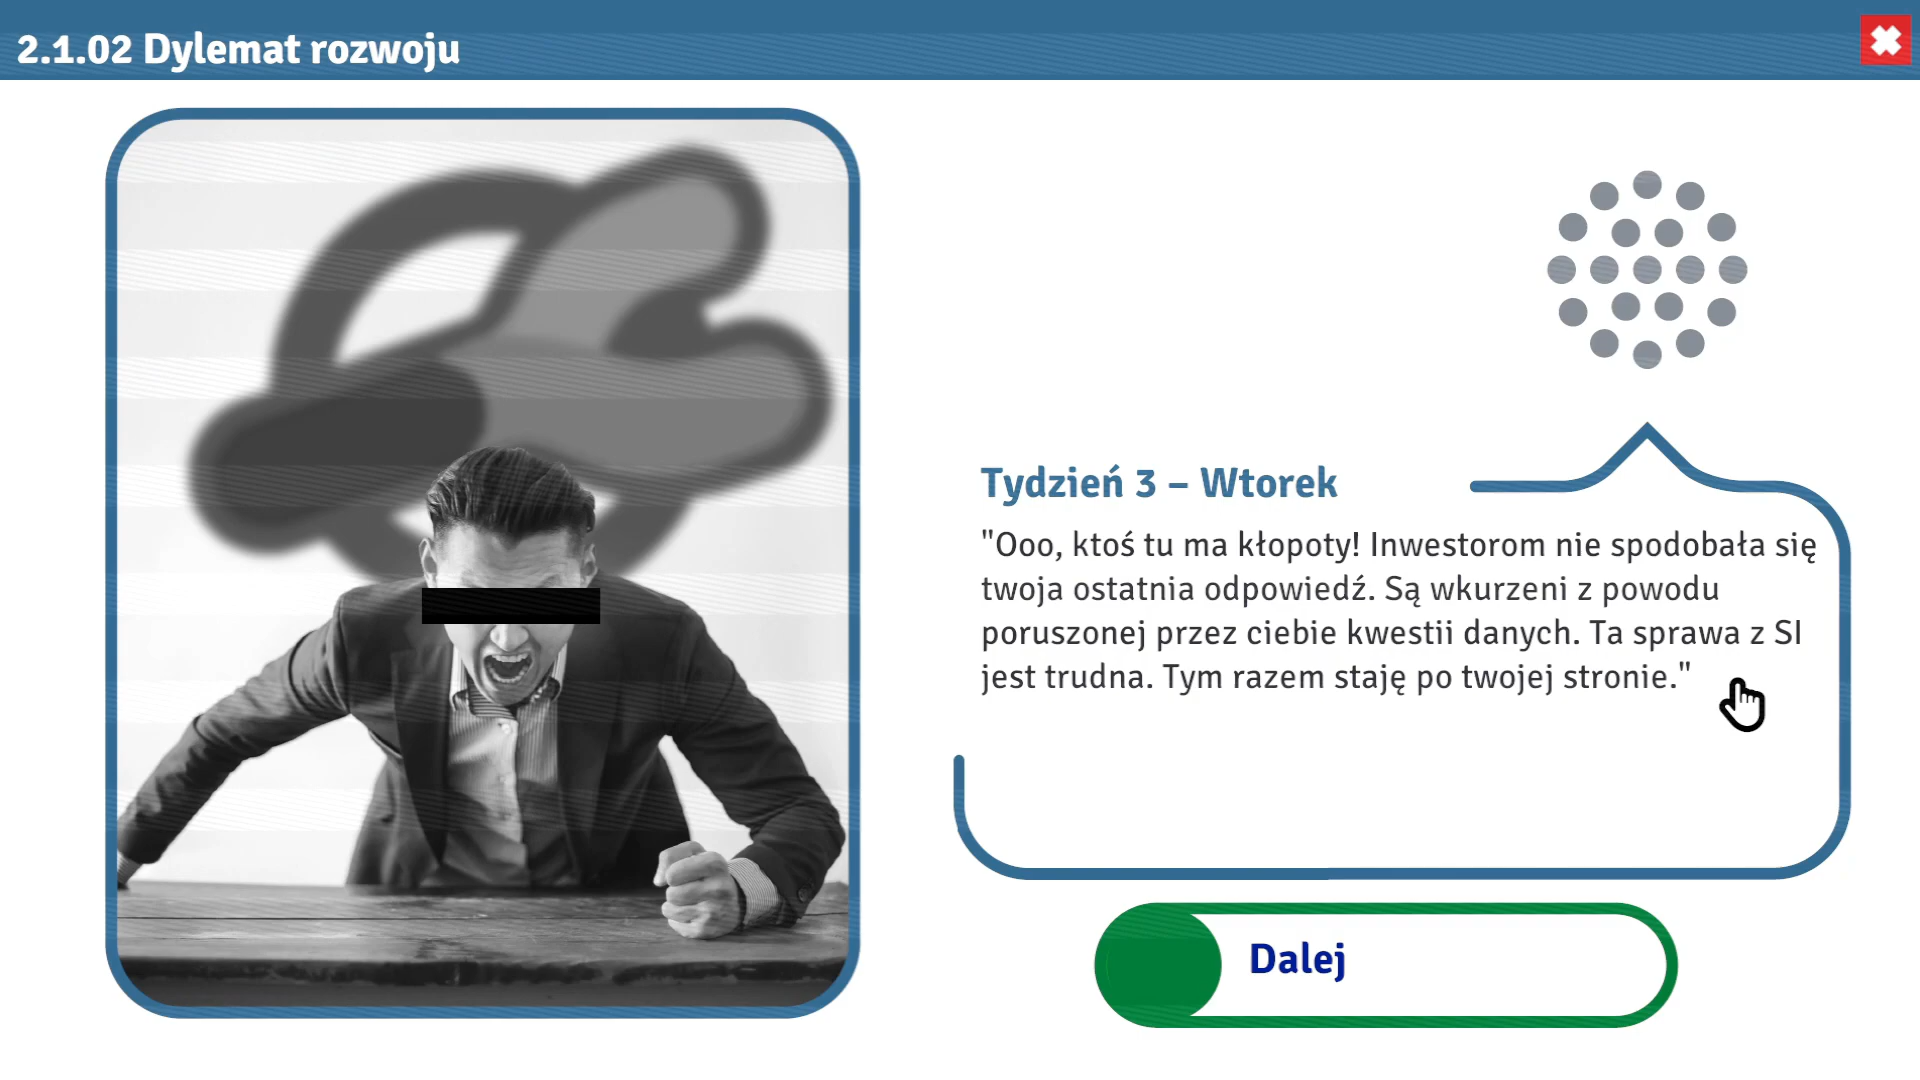 2.1.02 Dylemat rozwoju
Tydzień 3 – Wtorek
"Ooo, ktoś tu ma kłopoty! Inwestorom nie spodobała się
twoja ostatnia odpowiedź. Są wkurzeni z powodu
poruszonej przez ciebie kwestii danych. Ta sprawa z SI
jest trudna. Tym razem staję po twojej stronie."
Dalej